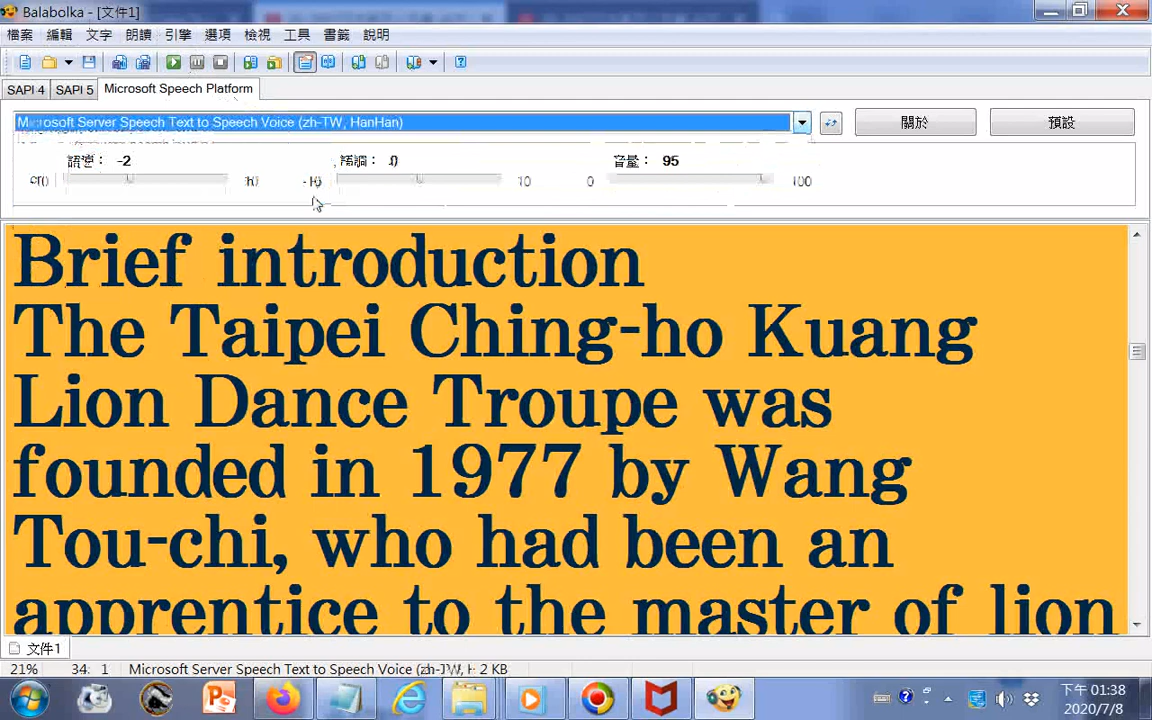 Balabolka - [文件1]
檔案 編輯 文字 朗讀 引擎 選項 檢視 工具 書籤 說明
SAPI 4 SAPI 5 Microsoft Speech Platform
Microsoft Server Speech Text to Speech Voice (zh-TW, HanHan)
關於 預設
語速: -2 語調: 0 音量: 95
-10 10 0 100
Brief introduction
The Taipei Ching-ho Kuang
Lion Dance Troupe was
founded in 1977 by Wang
Tou-chi, who had been an
apprentice to the master of lion
文件1
21% 34: 1 Microsoft Server Speech Text to Speech Voice (zh-TW, H 2 KB
下午 01:38
2020/7/8